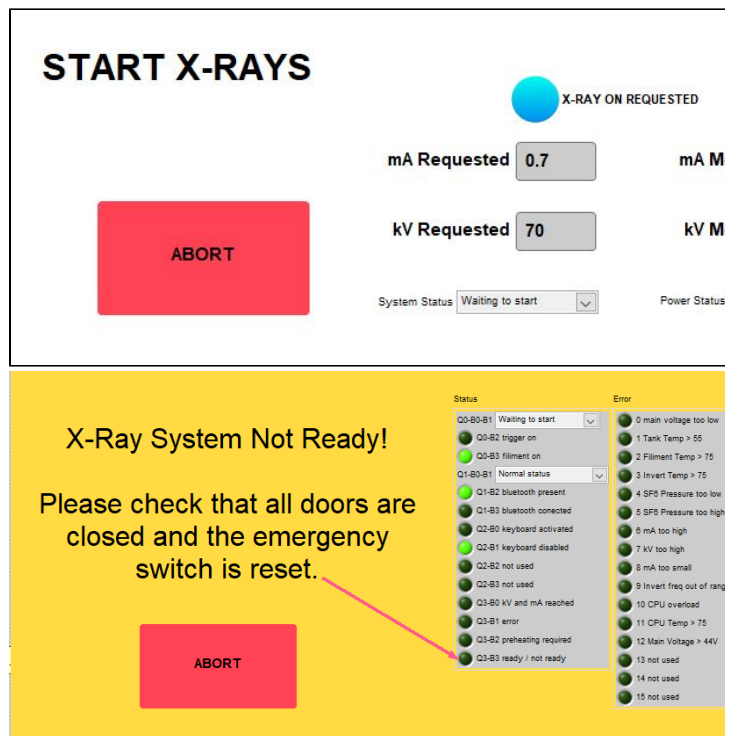 START X-RAYS
X-RAY ON REQUESTED
mA Requested 0.7 mA M
kV Requested 70 kV M
ABORT
System Status Waiting to start Power Status
X-Ray System Not Ready!
Please check that all doors are
closed and the emergency
switch is reset.
ABORT
Status
Q0-B0-B1 Waiting to start
Q0-B2 trigger on
Q0-B3 filiment on
Q1-B0-B1 Normal status
Q1-B2 bluetooth present
Q1-B3 bluetooth conected
Q2-B0 keyboard activated
Q2-B1 keyboard disabled
Q2-B2 not used
Q2-B3 not used
Q3-B0 kV and mA reached
Q3-B1 error
Q3-B2 preheating required
Q3-B3 ready / not ready
Error
0 main voltage too low
1 Tank Temp > 55
2 Filiment Temp > 75
3 Invert Temp > 75
4 SF6 Pressure too low
5 SF6 Pressure too high
6 mA too high
7 kV too high
8 mA too small
9 Invert freq out of rang
10 CPU overload
11 CPU Temp > 75
12 Main Voltage > 44V
13 not used
14 not used
15 not used